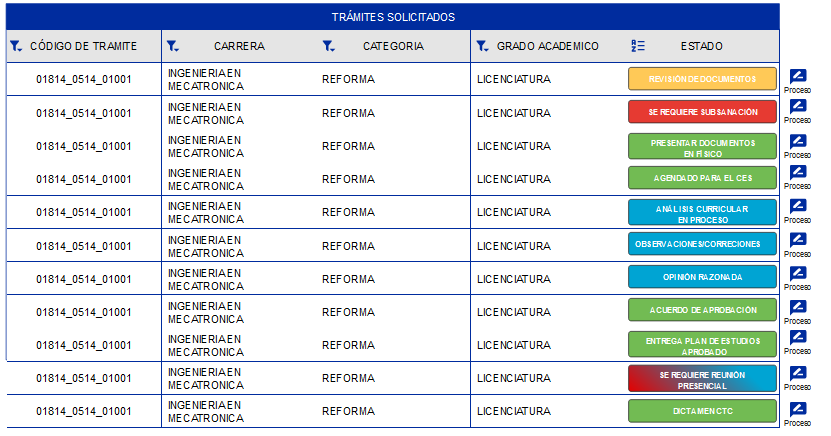 TRÁMITES SOLICITADOS
CÓDIGO DE TRAMITE CARRERA CATEGORIA GRADO ACADEMICO ESTADO
01814_0514_01001 INGENIERIA EN MECATRONICA REFORMA LICENCIATURA REVISIÓN DE DOCUMENTOS Proceso
01814_0514_01001 INGENIERIA EN MECATRONICA REFORMA LICENCIATURA SE REQUIERE SUBSANACIÓN Proceso
01814_0514_01001 INGENIERIA EN MECATRONICA REFORMA LICENCIATURA PRESENTAR DOCUMENTOS EN FÍSICO Proceso
01814_0514_01001 INGENIERIA EN MECATRONICA REFORMA LICENCIATURA AGENDADO PARA EL CES Proceso
01814_0514_01001 INGENIERIA EN MECATRONICA REFORMA LICENCIATURA ANÁLISIS CURRICULAR EN PROCESO Proceso
01814_0514_01001 INGENIERIA EN MECATRONICA REFORMA LICENCIATURA OBSERVACIONES/CORRECIONES Proceso
01814_0514_01001 INGENIERIA EN MECATRONICA REFORMA LICENCIATURA OPINIÓN RAZONADA Proceso
01814_0514_01001 INGENIERIA EN MECATRONICA REFORMA LICENCIATURA ACUERDO DE APROBACIÓN Proceso
01814_0514_01001 INGENIERIA EN MECATRONICA REFORMA LICENCIATURA ENTREGA PLAN DE ESTUDIOS APROBADO Proceso
01814_0514_01001 INGENIERIA EN MECATRONICA REFORMA LICENCIATURA SE REQUIERE REUNIÓN PRESENCIAL Proceso
01814_0514_01001 INGENIERIA EN MECATRONICA REFORMA LICENCIATURA DICTAMEN CTC Proceso